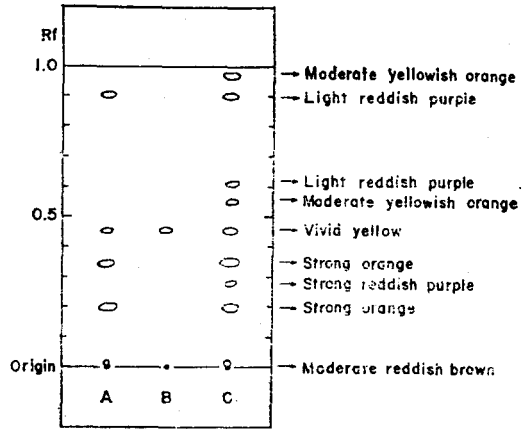 Rf
1.0
Moderate yellowish orange
Light reddish purple
Light reddish purple
0.5
Moderate yellowish orange
Vivid yellow
Strong orange
Strong reddish purple
Strong orange
Origin
Moderate reddish brown
A B C